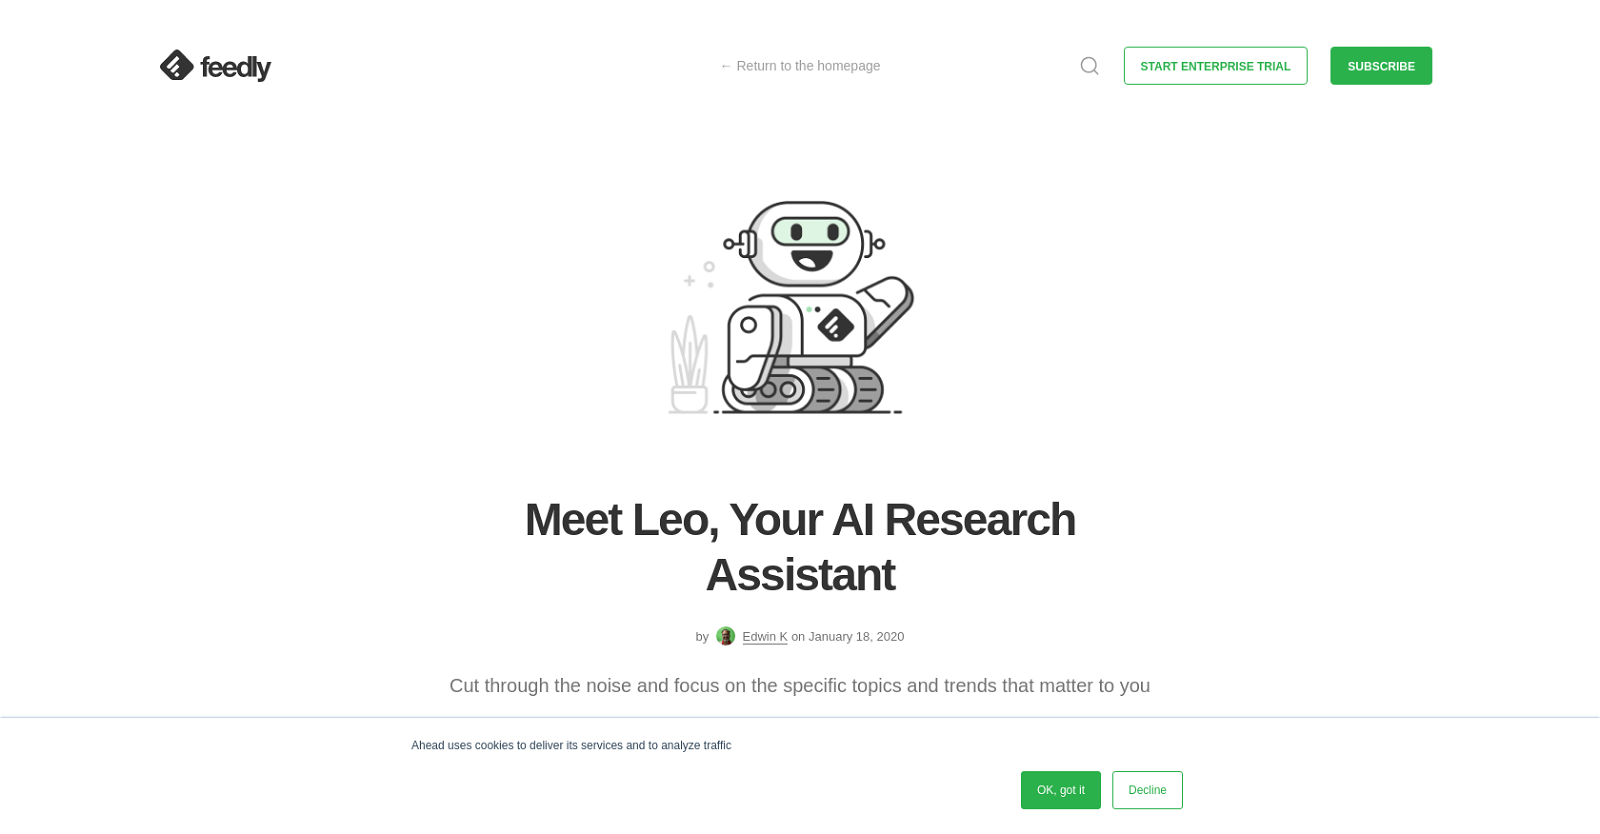 feedly
← Return to the homepage
START ENTERPRISE TRIAL
SUBSCRIBE
Meet Leo, Your AI Research
Assistant
by Edwin K on January 18, 2020
Cut through the noise and focus on the specific topics and trends that matter to you
Ahead uses cookies to deliver its services and to analyze traffic
OK, got it
Decline